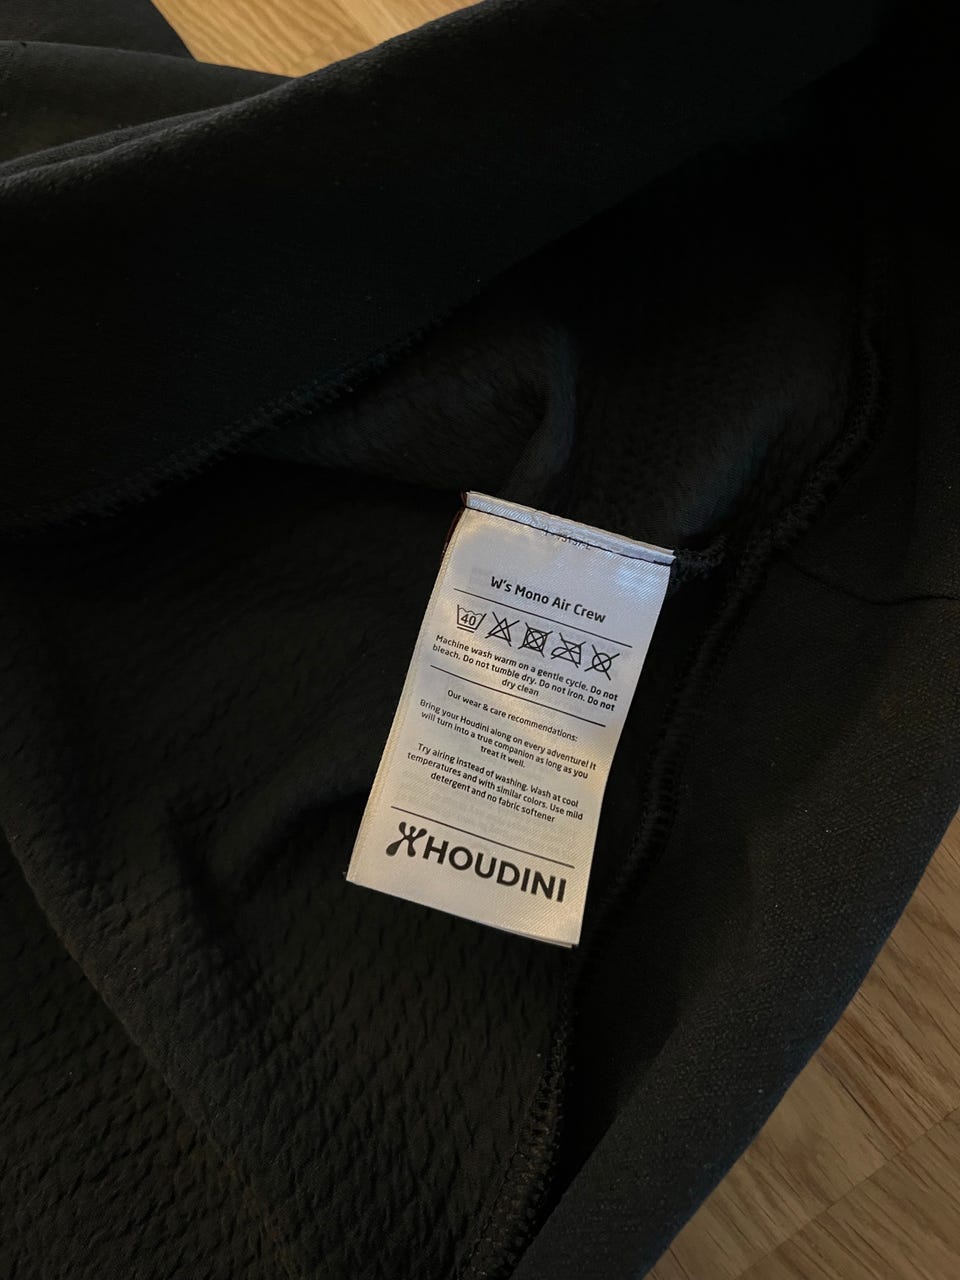 W's Mono Air Crew
40
Machine wash warm on a gentle cycle. Do not
bleach. Do not tumble dry. Do not iron. Do not
dry clean
Our wear & care recommendations:
Bring your Houdini along on every adventure! It
will turn into a true companion as long as you
treat it well.
Try airing instead of washing. Wash at cool
temperatures and with similar colors. Use mild
detergent and no fabric softener
HOUDINI